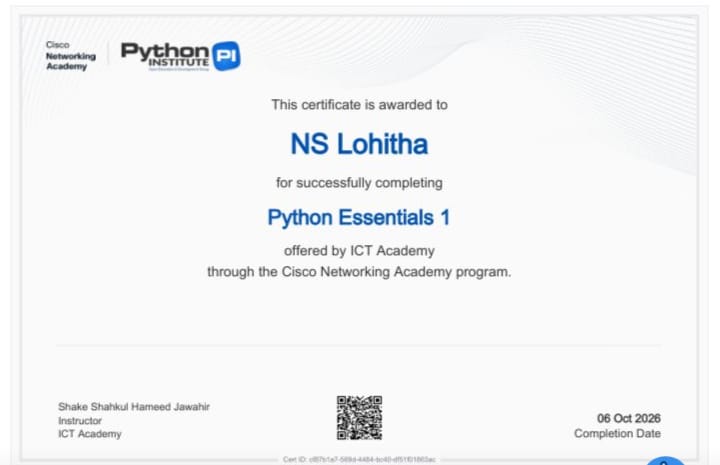 Cisco
Networking
Academy
Python
INSTITUTE
PI
This certificate is awarded to
NS Lohitha
for successfully completing
Python Essentials 1
offered by ICT Academy
through the Cisco Networking Academy program.
Shake Shahkul Hameed Jawahir
Instructor
ICT Academy
06 Oct 2026
Completion Date
Cert ID: